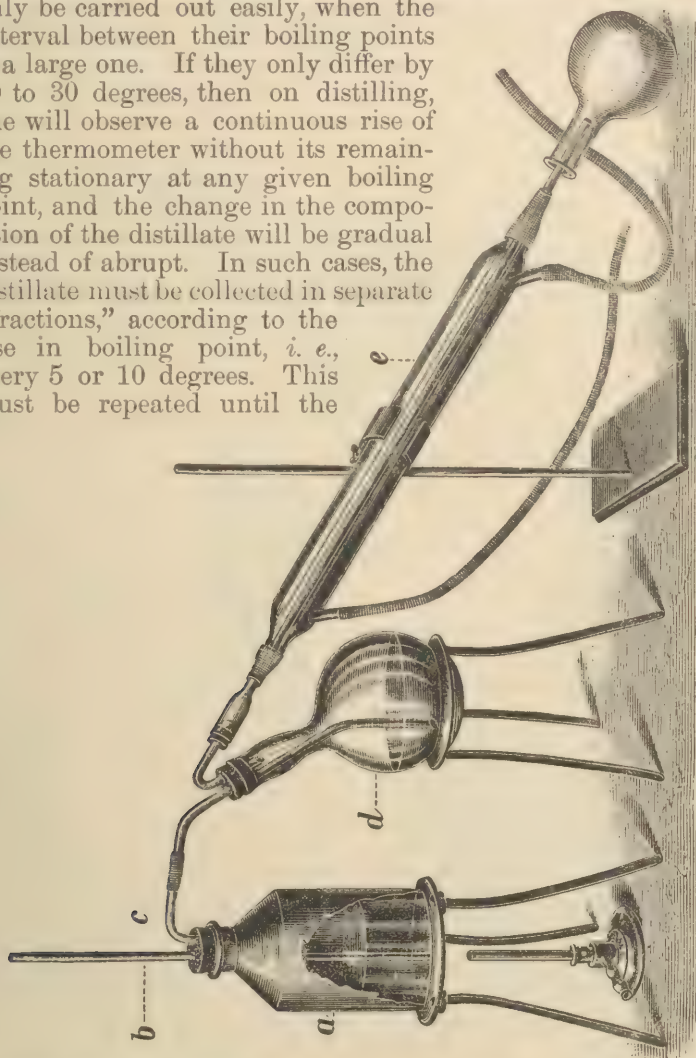 ly be carried out easily, when the
terval between their boiling points
a large one. If they only differ by
to 30 degrees, then on distilling,
e will observe a continuous rise of
e thermometer without its remain-
g stationary at any given boiling
int, and the change in the compo-
tion of the distillate will be gradual
stead of abrupt. In such cases, the
stillate must be collected in separate
ractions,” according to the
se in boiling point, i. e.,
ery 5 or 10 degrees. This
ust be repeated until the
e
c
d
b
a